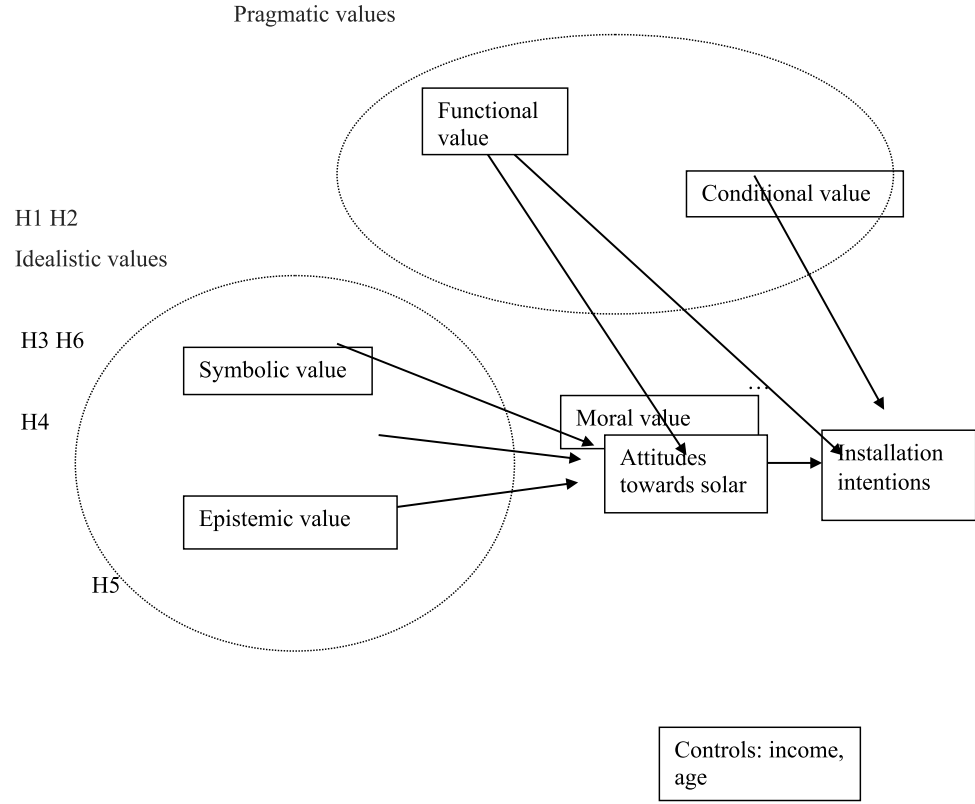 Pragmatic values
Functional
value
Conditional value
H1 H2
Idealistic values
H3 H6
Symbolic value
...
H4
Moral value
Attitudes
towards solar
Installation
intentions
Epistemic value
H5
Controls: income,
age